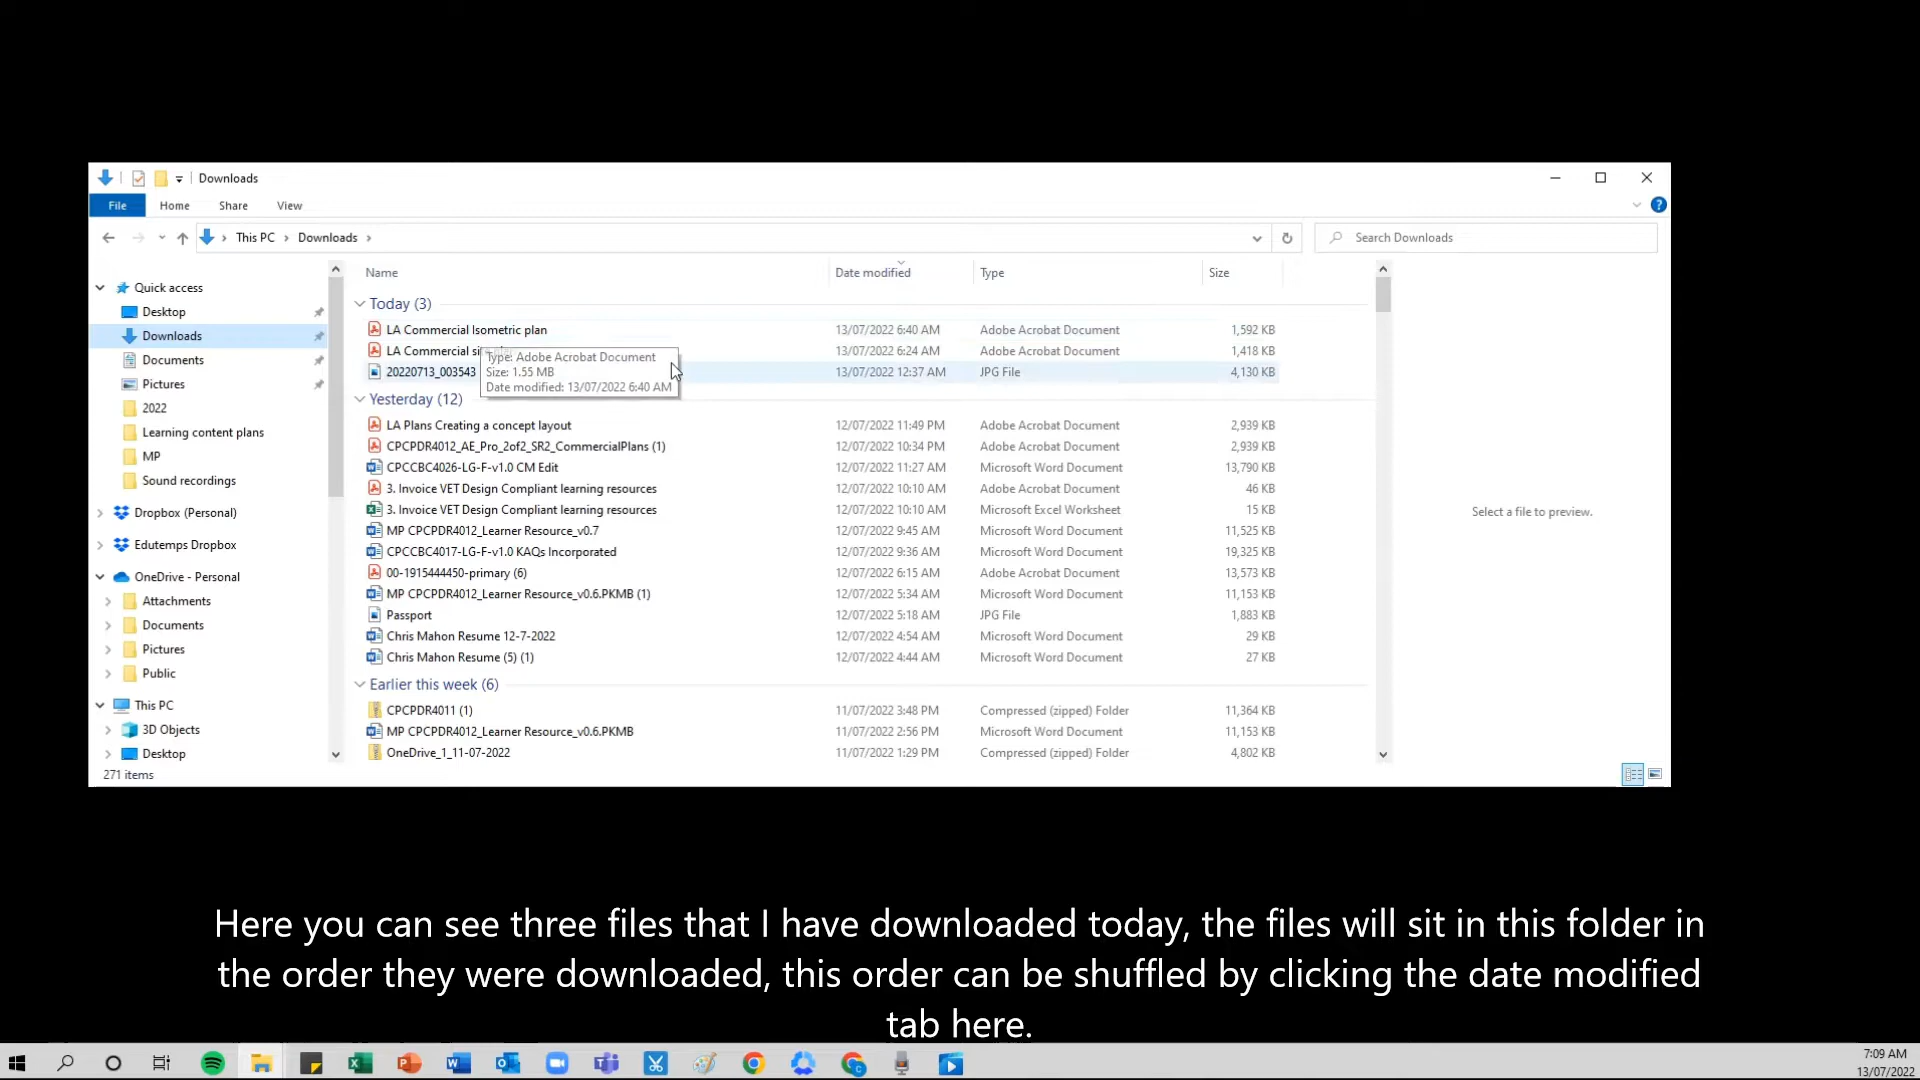 Downloads
File Home Share View
This PC Downloads
Search Downloads
Name Date modified Type Size
Quick access
Desktop
Downloads
Documents
Pictures
2022
Learning content plans
MP
Sound recordings
Dropbox (Personal)
Edutemps Dropbox
OneDrive - Personal
Attachments
Documents
Pictures
Public
This PC
3D Objects
Desktop
271 items
Today (3)
LA Commercial Isometric plan 13/07/2022 6:40 AM Adobe Acrobat Document 1,592 KB
LA Commercial 13/07/2022 6:24 AM Adobe Acrobat Document 1,418 KB
20220713_003543 13/07/2022 12:37 AM JPG File 4,130 KB
Type: Adobe Acrobat Document
Size: 1.55 MB
Date modified: 13/07/2022 6:40 AM
Yesterday (12)
LA Plans Creating a concept layout 12/07/2022 11:49 PM Adobe Acrobat Document 2,939 KB
CPCPDR4012_AE_Pro_2of2_SR2_CommercialPlans (1) 12/07/2022 10:34 PM Adobe Acrobat Document 2,939 KB
CPCCBC4026-LG-F-v1.0 CM Edit 12/07/2022 11:27 AM Microsoft Word Document 13,790 KB
3. Invoice VET Design Compliant learning resources 12/07/2022 10:10 AM Adobe Acrobat Document 46 KB
3. Invoice VET Design Compliant learning resources 12/07/2022 10:10 AM Microsoft Excel Worksheet 15 KB
MP CPCPDR4012_Learner Resource_v0.7 12/07/2022 9:45 AM Microsoft Word Document 11,525 KB
CPCCBC4017-LG-F-v1.0 KAQs Incorporated 12/07/2022 9:36 AM Microsoft Word Document 19,325 KB
00-1915444450-primary (6) 12/07/2022 6:15 AM Adobe Acrobat Document 13,573 KB
MP CPCPDR4012_Learner Resource_v0.6.PKMB (1) 12/07/2022 5:34 AM Microsoft Word Document 11,153 KB
Passport 12/07/2022 5:18 AM JPG File 1,883 KB
Chris Mahon Resume 12-7-2022 12/07/2022 4:54 AM Microsoft Word Document 29 KB
Chris Mahon Resume (5) (1) 12/07/2022 4:44 AM Microsoft Word Document 27 KB
Earlier this week (6)
CPCPDR4011 (1) 11/07/2022 3:48 PM Compressed (zipped) Folder 11,364 KB
MP CPCPDR4012_Learner Resource_v0.6.PKMB 11/07/2022 2:56 PM Microsoft Word Document 11,153 KB
OneDrive_1_11-07-2022 11/07/2022 1:29 PM Compressed (zipped) Folder 4,802 KB
Select a file to preview.
Here you can see three files that I have downloaded today, the files will sit in this folder in
the order they were downloaded, this order can be shuffled by clicking the date modified
tab here.
7:09 AM
13/07/2022